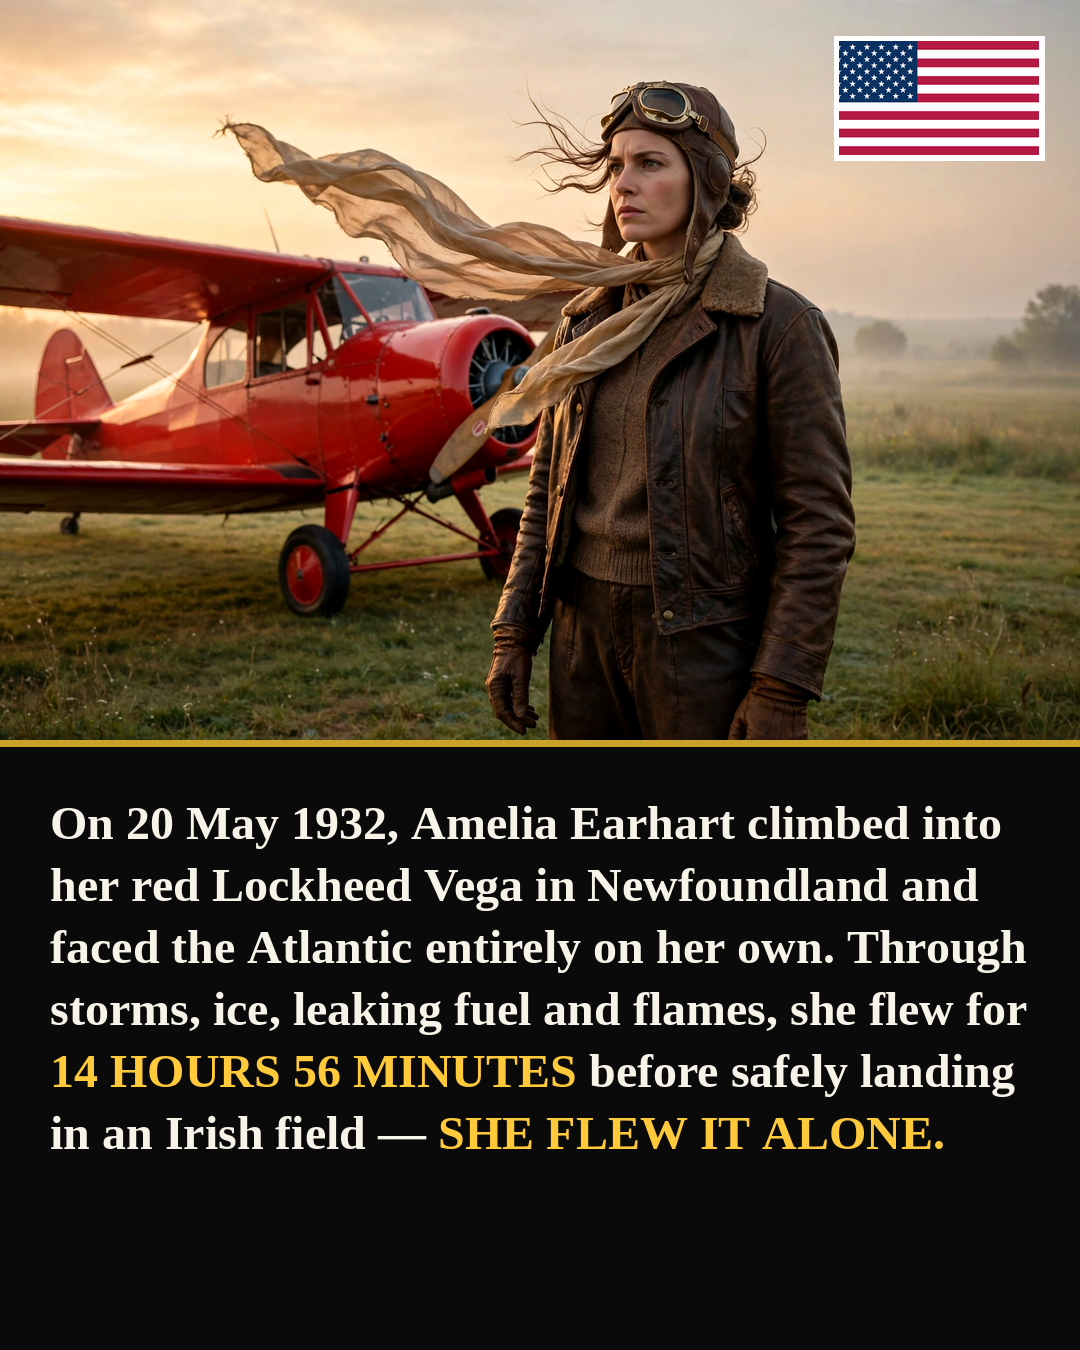 On 20 May 1932, Amelia Earhart climbed into
her red Lockheed Vega in Newfoundland and
faced the Atlantic entirely on her own. Through
storms, ice, leaking fuel and flames, she flew for
14 HOURS 56 MINUTES before safely landing
in an Irish field — SHE FLEW IT ALONE.